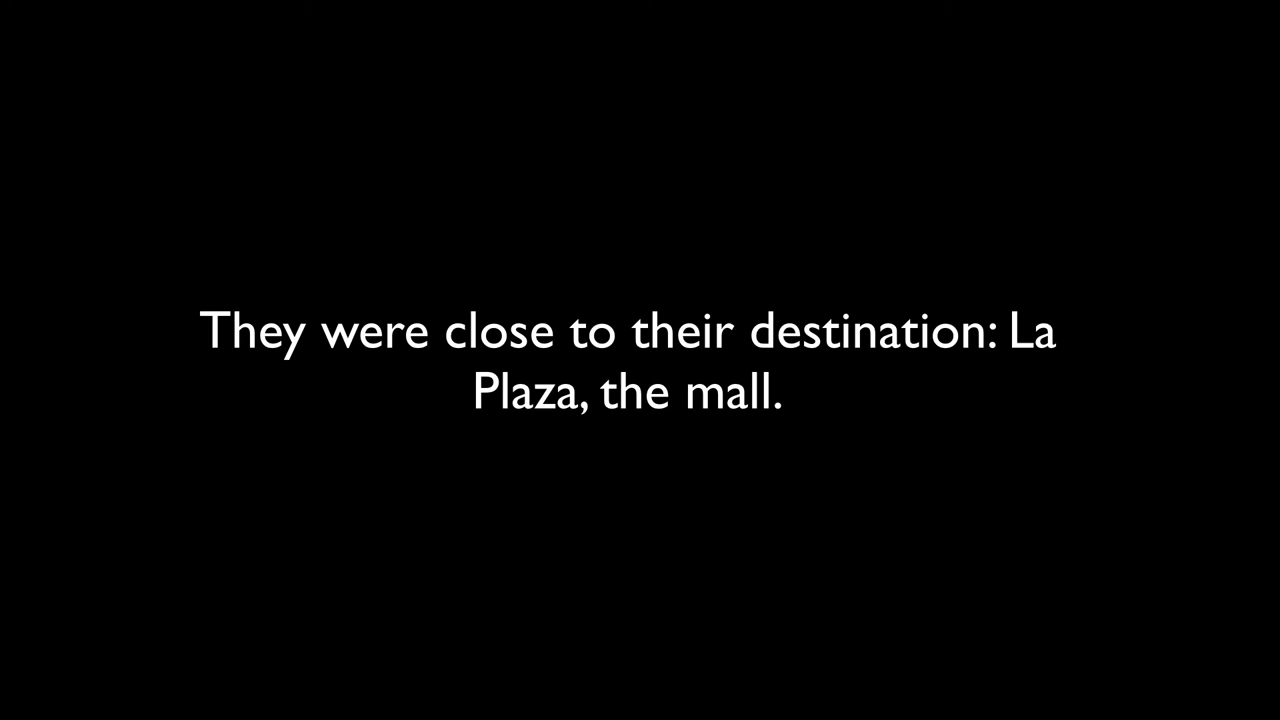 They were close to their destination: La
Plaza, the mall.